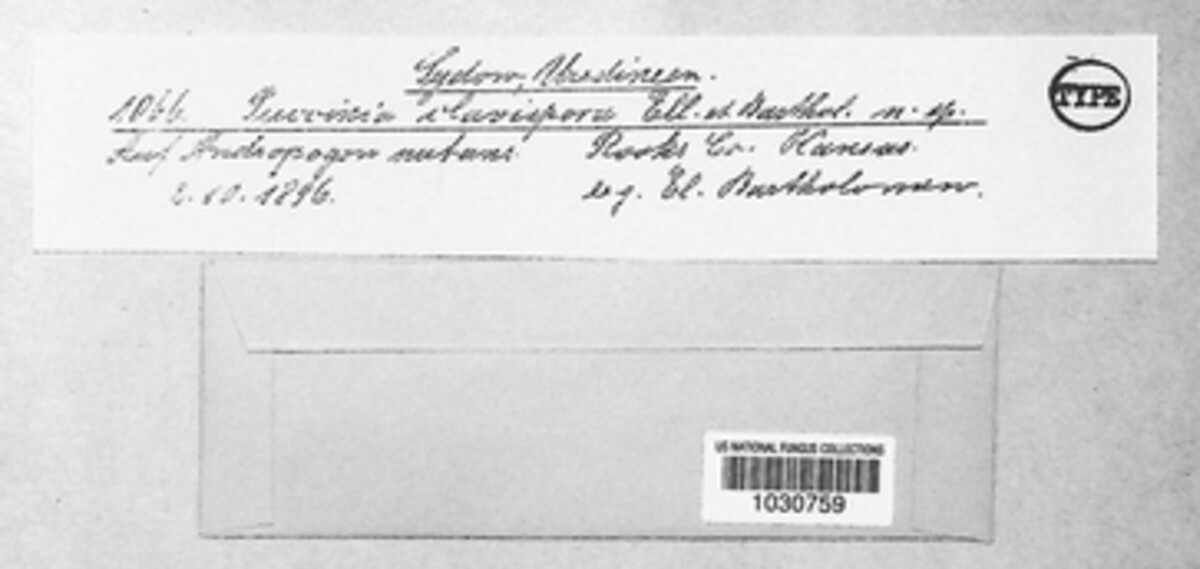 Sydow, Uredineen.
TYPE
1066. Puccinia clavispora Ell. et Barthol. n. sp.
Auf Andropogon nutans. Rooks Co. Kansas.
10. 1896. leg. El. Bartholomew.
US NATIONAL FUNGUS COLLECTIONS
1030759